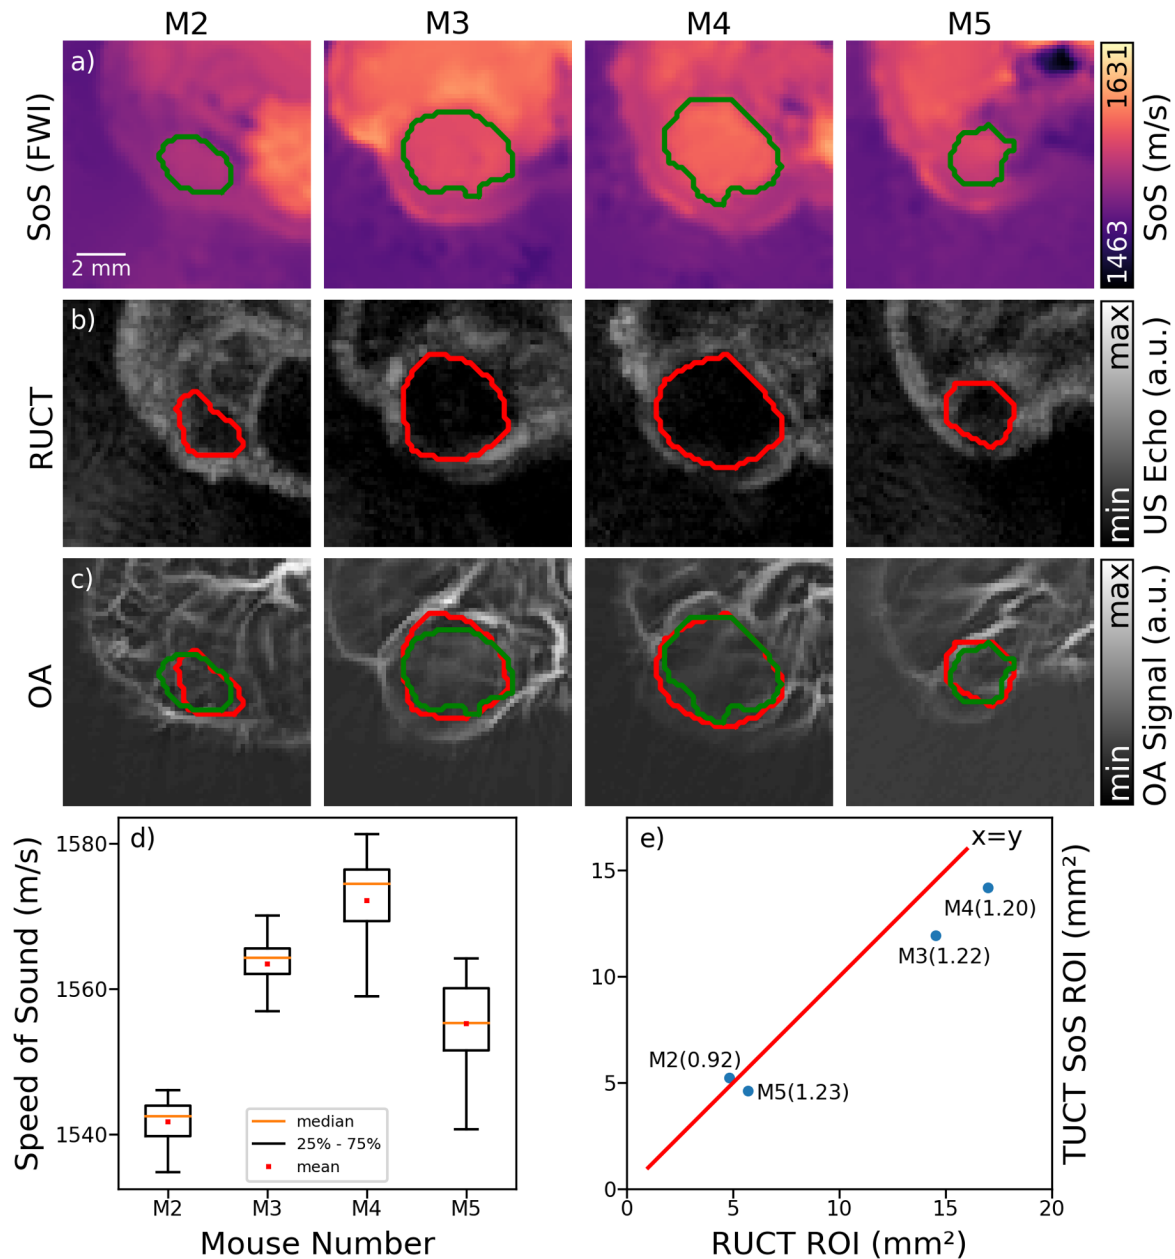 M2 M3 M4 M5
a)
SoS (FWI)
2 mm
1631
1463
SoS (m/s)
b)
RUCT
max
min
US Echo (a.u.)
c)
OA
max
min
OA Signal (a.u.)
d)
Speed of Sound (m/s)
1580
1560
1540
median
25% - 75%
mean
M2 M3 M4 M5
Mouse Number
e)
x=y
M4(1.20)
M3(1.22)
M2(0.92)
M5(1.23)
15
10
5
0
0 5 10 15 20
RUCT ROI (mm²)
TUCT SoS ROI (mm²)